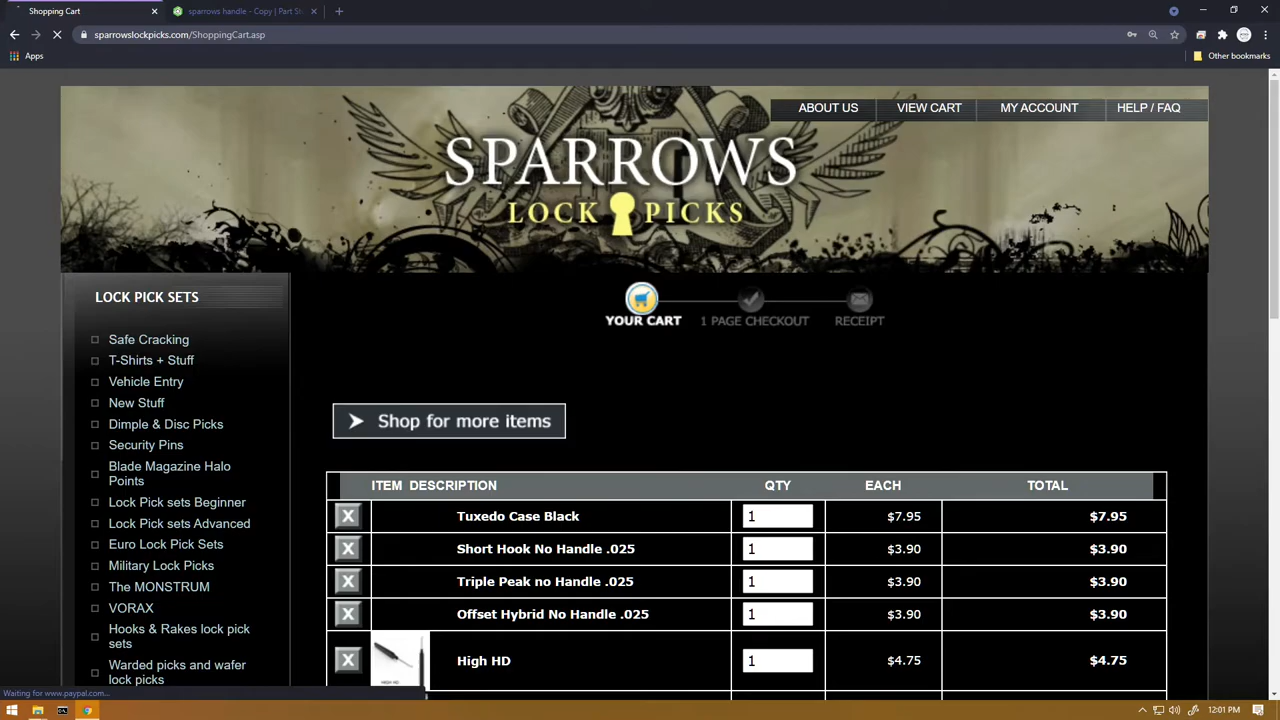 Shopping Cart
sparrows handle - Copy | Part St
sparrowslockpicks.com/ShoppingCart.asp
Apps
Other bookmarks
ABOUT US
VIEW CART
MY ACCOUNT
HELP / FAQ
SPARROWS
LOCK PICKS
LOCK PICK SETS
Safe Cracking
T-Shirts + Stuff
Vehicle Entry
New Stuff
Dimple & Disc Picks
Security Pins
Blade Magazine Halo
Points
Lock Pick sets Beginner
Lock Pick sets Advanced
Euro Lock Pick Sets
Military Lock Picks
The MONSTRUM
VORAX
Hooks & Rakes lock pick
sets
Warded picks and wafer
lock picks
YOUR CART
1 PAGE CHECKOUT
RECEIPT
Shop for more items
ITEM DESCRIPTION QTY EACH TOTAL
X Tuxedo Case Black 1 $7.95 $7.95
X Short Hook No Handle .025 1 $3.90 $3.90
X Triple Peak no Handle .025 1 $3.90 $3.90
X Offset Hybrid No Handle .025 1 $3.90 $3.90
X High HD 1 $4.75 $4.75
HIGH HD
Waiting for www.paypal.com...
12:01 PM